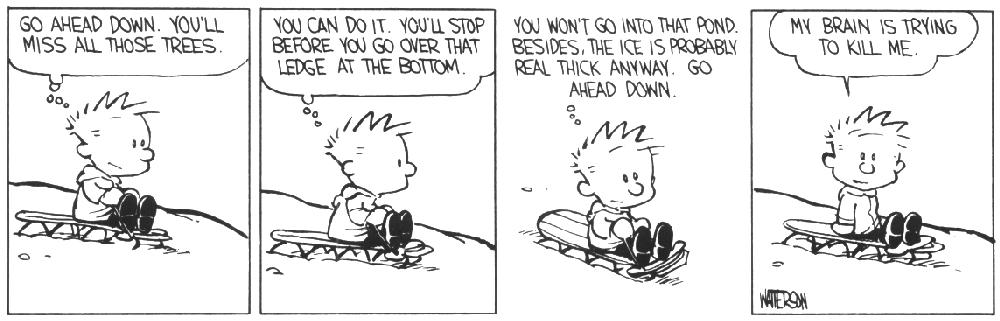 GO AHEAD DOWN. YOU'LL
MISS ALL THOSE TREES.
YOU CAN DO IT. YOU'LL STOP
BEFORE YOU GO OVER THAT
LEDGE AT THE BOTTOM.
YOU WON'T GO INTO THAT POND.
BESIDES, THE ICE IS PROBABLY
REAL THICK ANYWAY. GO
AHEAD DOWN.
MY BRAIN IS TRYING
TO KILL ME.
WATTERSON